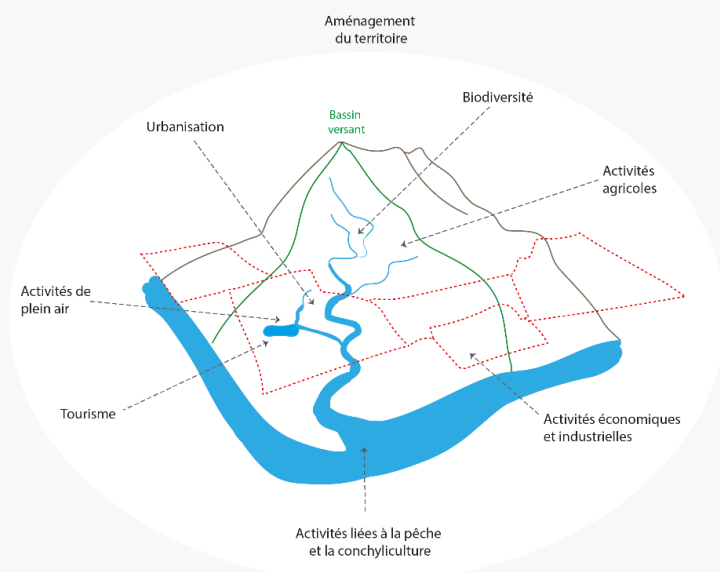 Aménagement
du territoire
Biodiversité
Bassin
versant
Urbanisation
Activités
agricoles
Activités de
plein air
Tourisme
Activités économiques
et industrielles
Activités liées à la pêche
et la conchyliculture